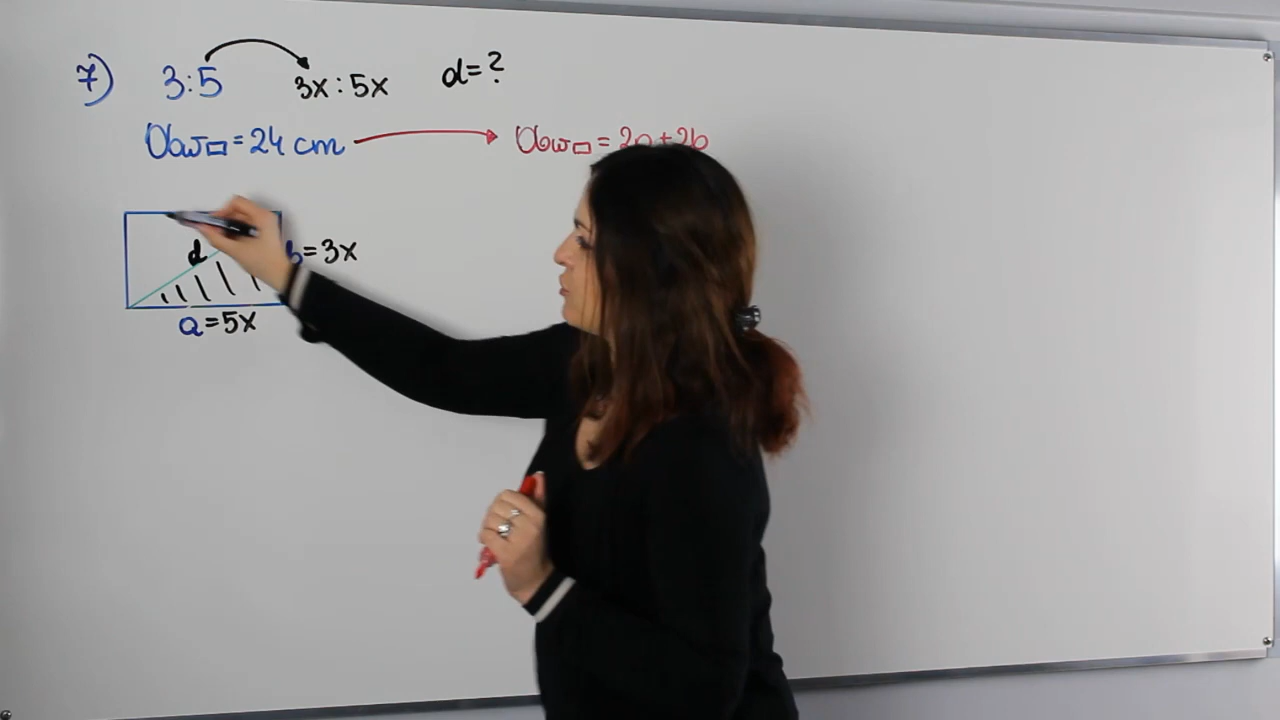 7) 3:5 3x : 5x d=?
Obw▭ = 24 cm Obw▭ = 2a+2b
d
b=3x
a=5x